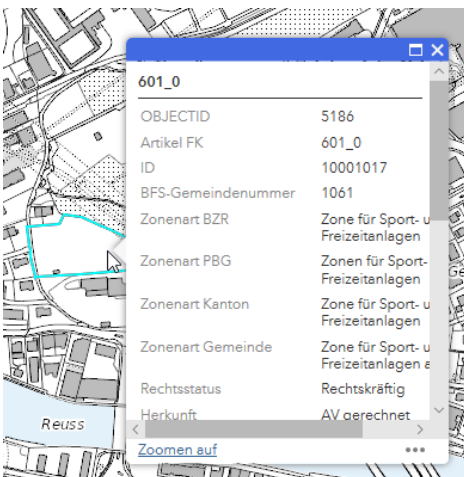 601_0
OBJECTID 5186
Artikel FK 601_0
ID 10001017
BFS-Gemeindenummer 1061
Zonenart BZR Zone für Sport- u
Freizeitanlagen
Zonenart PBG Zonen für Sport-
Freizeitanlagen
Zonenart Kanton Zone für Sport- u
Freizeitanlagen
Zonenart Gemeinde Zone für Sport- u
Freizeitanlagen a
Rechtsstatus Rechtskräftig
Herkunft AV gerechnet
Zoomen auf
Reuss